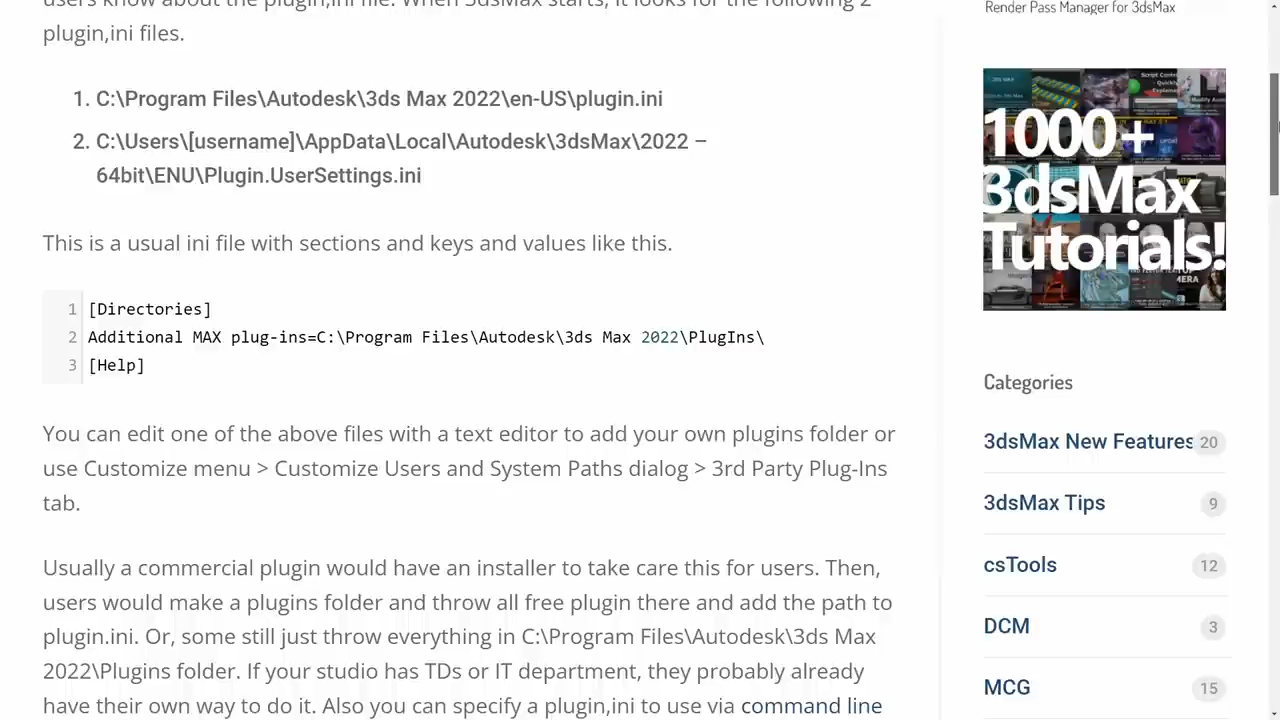 users know about the plugin,ini file. When 3dsMax starts, it looks for the following 2
plugin,ini files.
1. C:\Program Files\Autodesk\3ds Max 2022\en-US\plugin.ini
2. C:\Users\[username]\AppData\Local\Autodesk\3dsMax\2022 –
64bit\ENU\Plugin.UserSettings.ini
This is a usual ini file with sections and keys and values like this.
1 [Directories]
2 Additional MAX plug-ins=C:\Program Files\Autodesk\3ds Max 2022\PlugIns\
3 [Help]
You can edit one of the above files with a text editor to add your own plugins folder or
use Customize menu > Customize Users and System Paths dialog > 3rd Party Plug-Ins
tab.
Usually a commercial plugin would have an installer to take care this for users. Then,
users would make a plugins folder and throw all free plugin there and add the path to
plugin.ini. Or, some still just throw everything in C:\Program Files\Autodesk\3ds Max
2022\Plugins folder. If your studio has TDs or IT department, they probably already
have their own way to do it. Also you can specify a plugin,ini to use via command line
Render Pass Manager for 3dsMax
1000+
3dsMax
Tutorials!
Categories
3dsMax New Features 20
3dsMax Tips 9
csTools 12
DCM 3
MCG 15